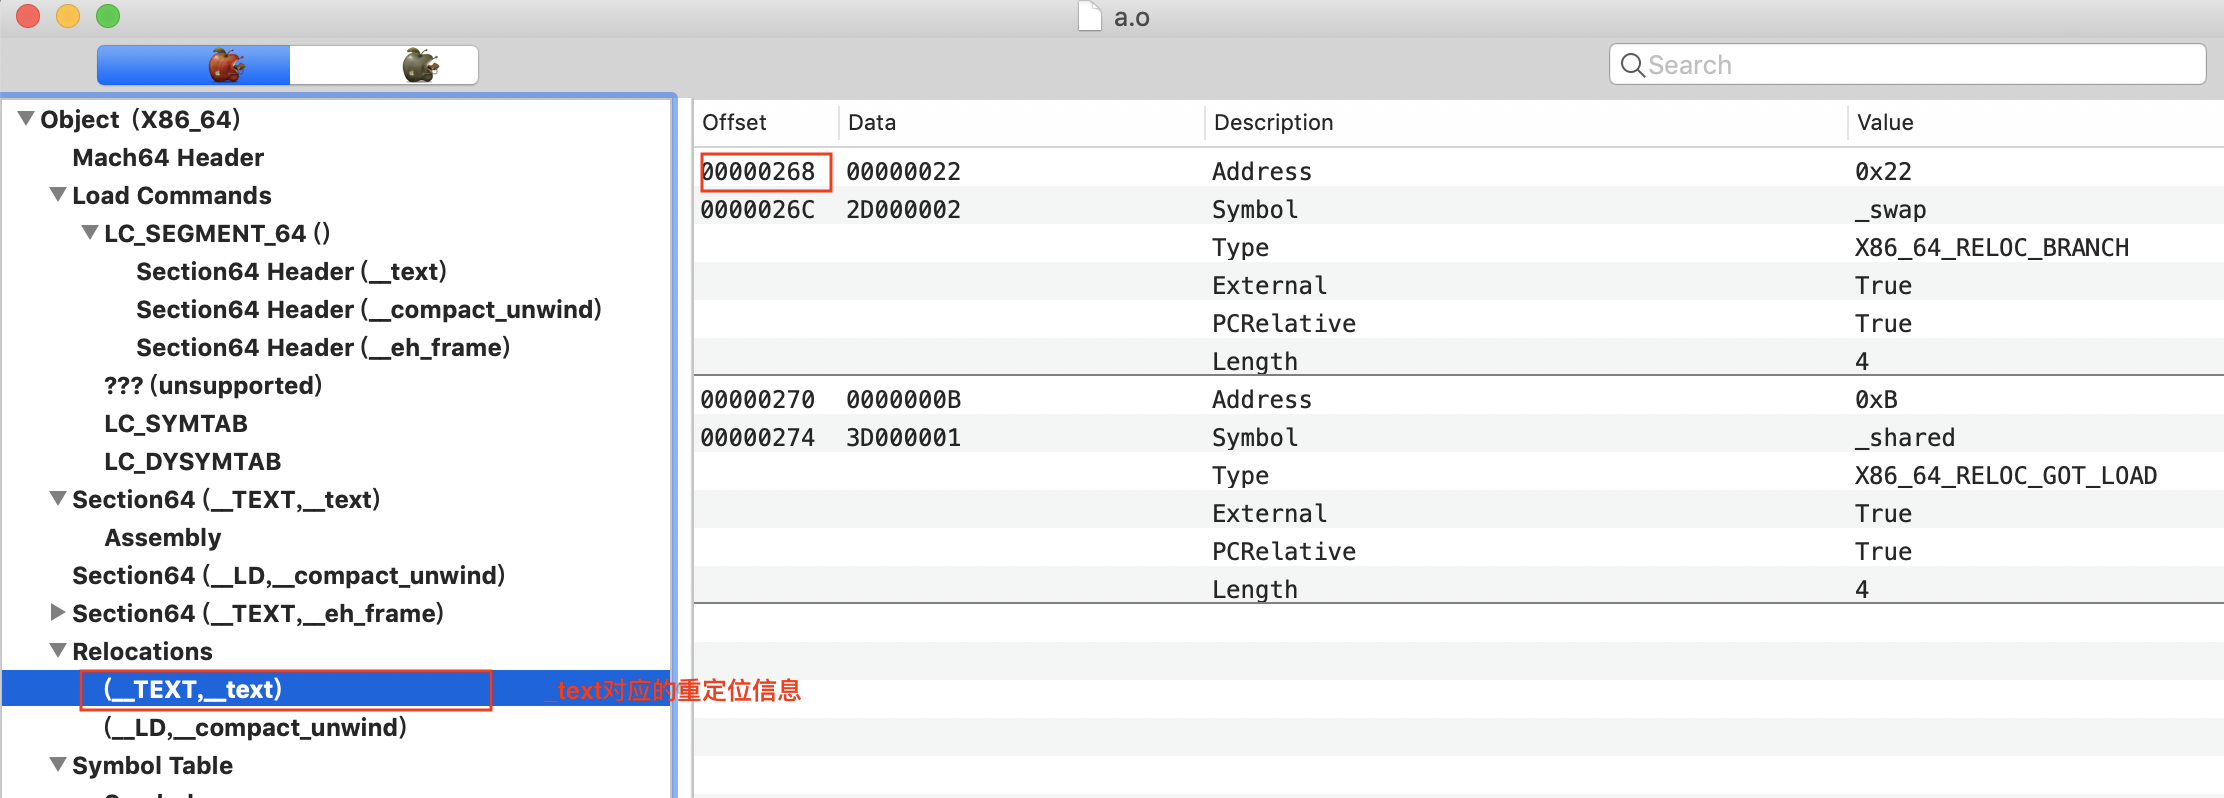 a.o
Search
Object (X86_64)
Mach64 Header
Load Commands
LC_SEGMENT_64 ()
Section64 Header (__text)
Section64 Header (__compact_unwind)
Section64 Header (__eh_frame)
??? (unsupported)
LC_SYMTAB
LC_DYSYMTAB
Section64 (__TEXT,__text)
Assembly
Section64 (__LD,__compact_unwind)
Section64 (__TEXT,__eh_frame)
Relocations
(__TEXT,__text)
_text对应的重定位信息
(__LD,__compact_unwind)
Symbol Table
Offset Data Description Value
00000268 00000022 Address 0x22
0000026C 2D000002 Symbol _swap
Type X86_64_RELOC_BRANCH
External True
PCRelative True
Length 4
00000270 0000000B Address 0xB
00000274 3D000001 Symbol _shared
Type X86_64_RELOC_GOT_LOAD
External True
PCRelative True
Length 4